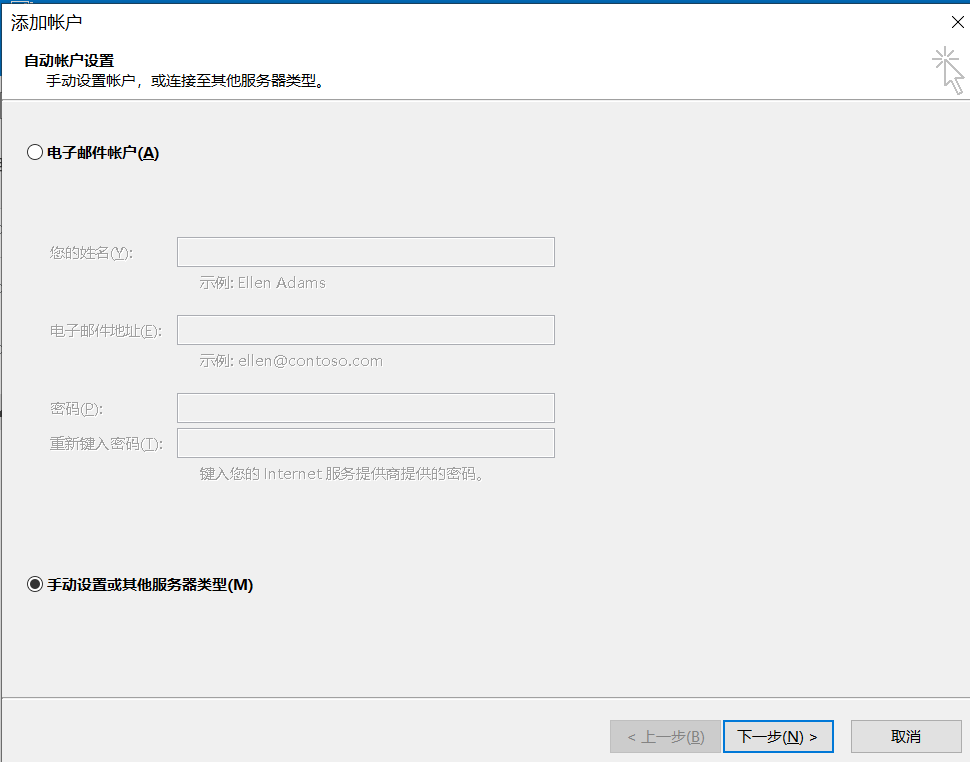 添加帐户
自动帐户设置
手动设置帐户，或连接至其他服务器类型。
电子邮件帐户(A)
您的姓名(Y):
示例: Ellen Adams
电子邮件地址(E):
示例: ellen@contoso.com
密码(P):
重新键入密码(T):
键入您的 Internet 服务提供商提供的密码。
手动设置或其他服务器类型(M)
< 上一步(B) 下一步(N) > 取消